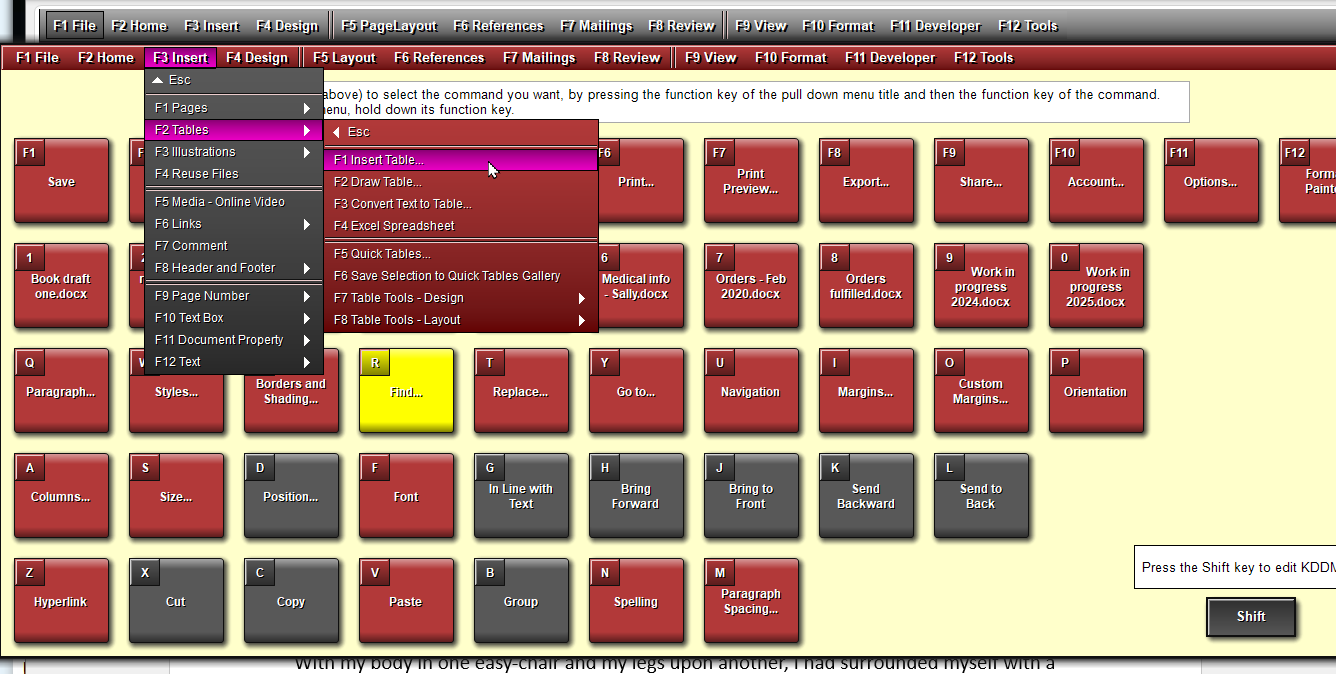 F1 File F2 Home F3 Insert F4 Design F5 PageLayout F6 References F7 Mailings F8 Review F9 View F10 Format F11 Developer F12 Tools
F1 File F2 Home F3 Insert F4 Design F5 Layout F6 References F7 Mailings F8 Review F9 View F10 Format F11 Developer F12 Tools
Esc
F1 Pages
F2 Tables
F3 Illustrations
F4 Reuse Files
F5 Media - Online Video
F6 Links
F7 Comment
F8 Header and Footer
F9 Page Number
F10 Text Box
F11 Document Property
F12 Text
Esc
F1 Insert Table...
F2 Draw Table...
F3 Convert Text to Table...
F4 Excel Spreadsheet
F5 Quick Tables...
F6 Save Selection to Quick Tables Gallery
F7 Table Tools - Design
F8 Table Tools - Layout
above) to select the command you want, by pressing the function key of the pull down menu title and then the function key of the command.
hold down its function key.
F1
Save
F6
Print...
F7
Print
Preview...
F8
Export...
F9
Share...
F10
Account...
F11
Options...
F12
1
Book draft
one.docx
6
Medical info
- Sally.docx
7
Orders - Feb
2020.docx
8
Orders
fulfilled.docx
9
Work in
progress
2024.docx
0
Work in
progress
2025.docx
Q
Paragraph...
Styles...
Borders and
Shading...
R
Find...
T
Replace...
Y
Go to...
U
Navigation
I
Margins...
O
Custom
Margins...
P
Orientation
A
Columns...
S
Size...
D
Position...
F
Font
G
In Line with
Text
H
Bring
Forward
J
Bring to
Front
K
Send
Backward
L
Send to
Back
Z
Hyperlink
X
Cut
C
Copy
V
Paste
B
Group
N
Spelling
M
Paragraph
Spacing...
Press the Shift key to edit KDDM
Shift
With my body in one easy-chair and my legs upon another, I had surrounded myself with a